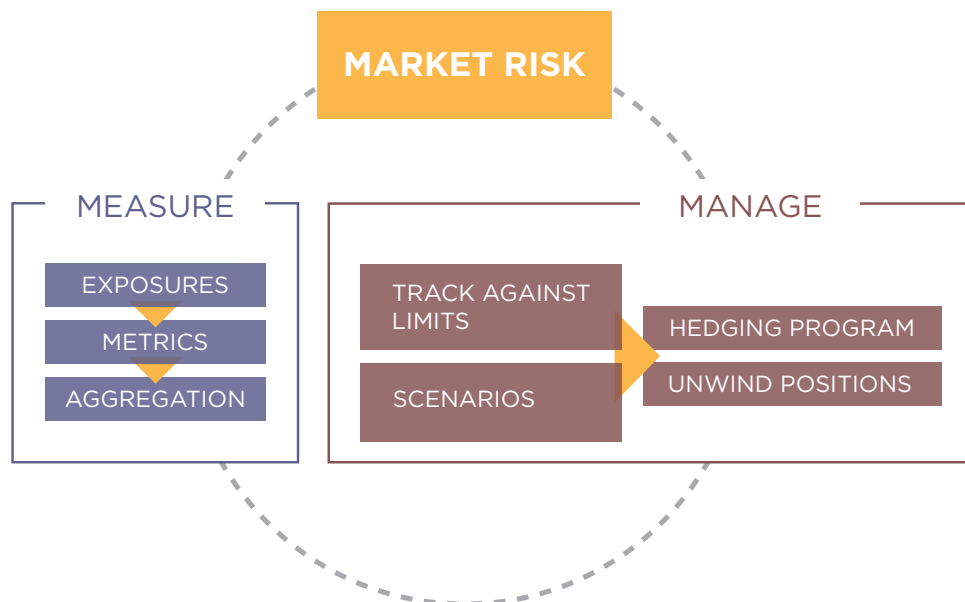 MARKET RISK
MEASURE
EXPOSURES
METRICS
AGGREGATION
MANAGE
TRACK AGAINST
LIMITS
SCENARIOS
HEDGING PROGRAM
UNWIND POSITIONS